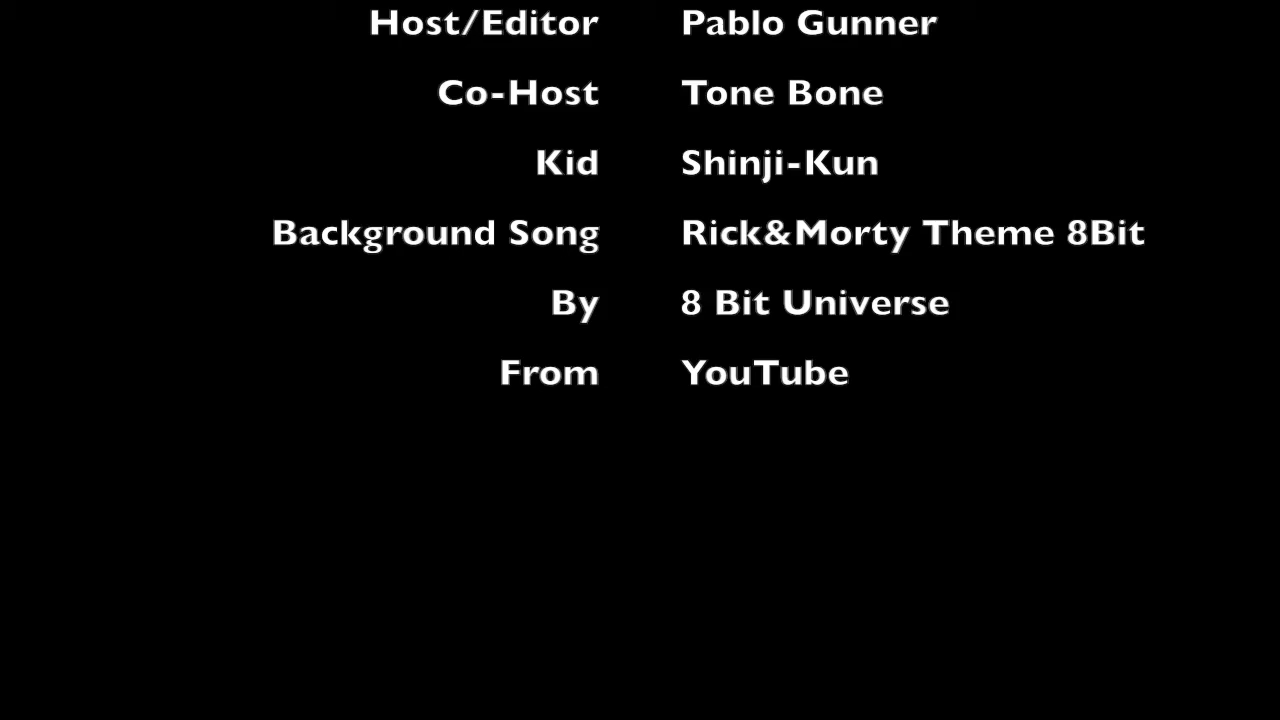 Host/Editor Pablo Gunner
Co-Host Tone Bone
Kid Shinji-Kun
Background Song Rick&Morty Theme 8Bit
By 8 Bit Universe
From YouTube